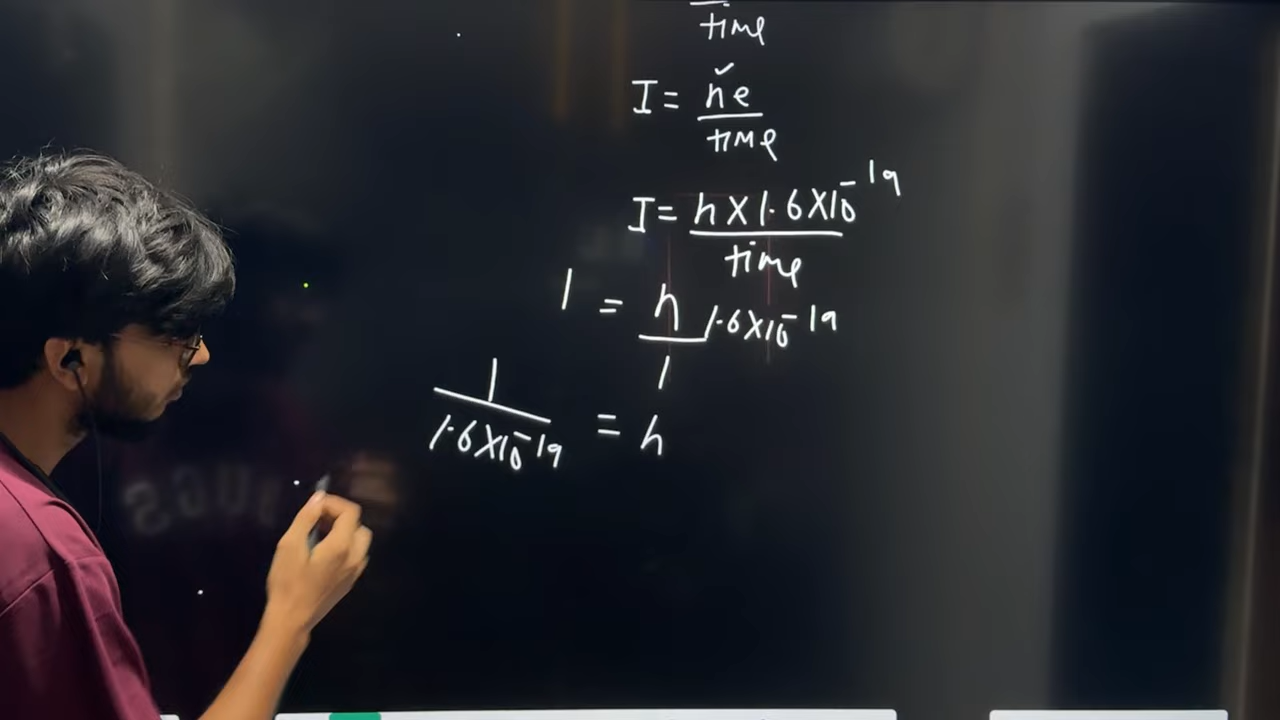 time
I = ne
time
I = n X 1.6 X 10⁻¹⁹
time
1 = n 1.6 X 10⁻¹⁹
1
1
1.6 X 10⁻¹⁹ = n